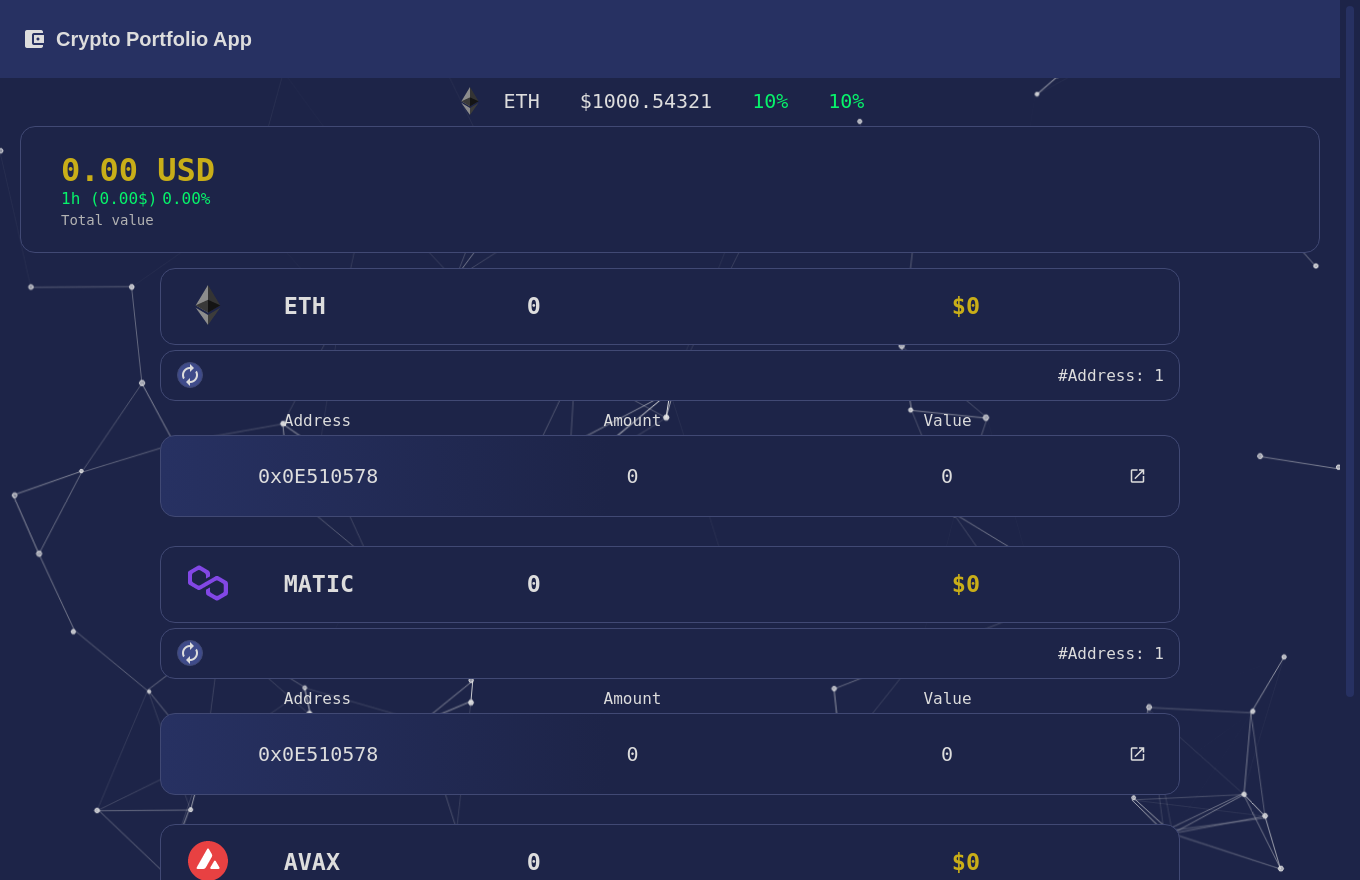 Crypto Portfolio App
ETH $1000.54321 10% 10%
0.00 USD
1h (0.00$) 0.00%
Total value
ETH 0 $0
#Address: 1
Address Amount Value
0x0E510578 0 0
MATIC 0 $0
#Address: 1
Address Amount Value
0x0E510578 0 0
AVAX 0 $0